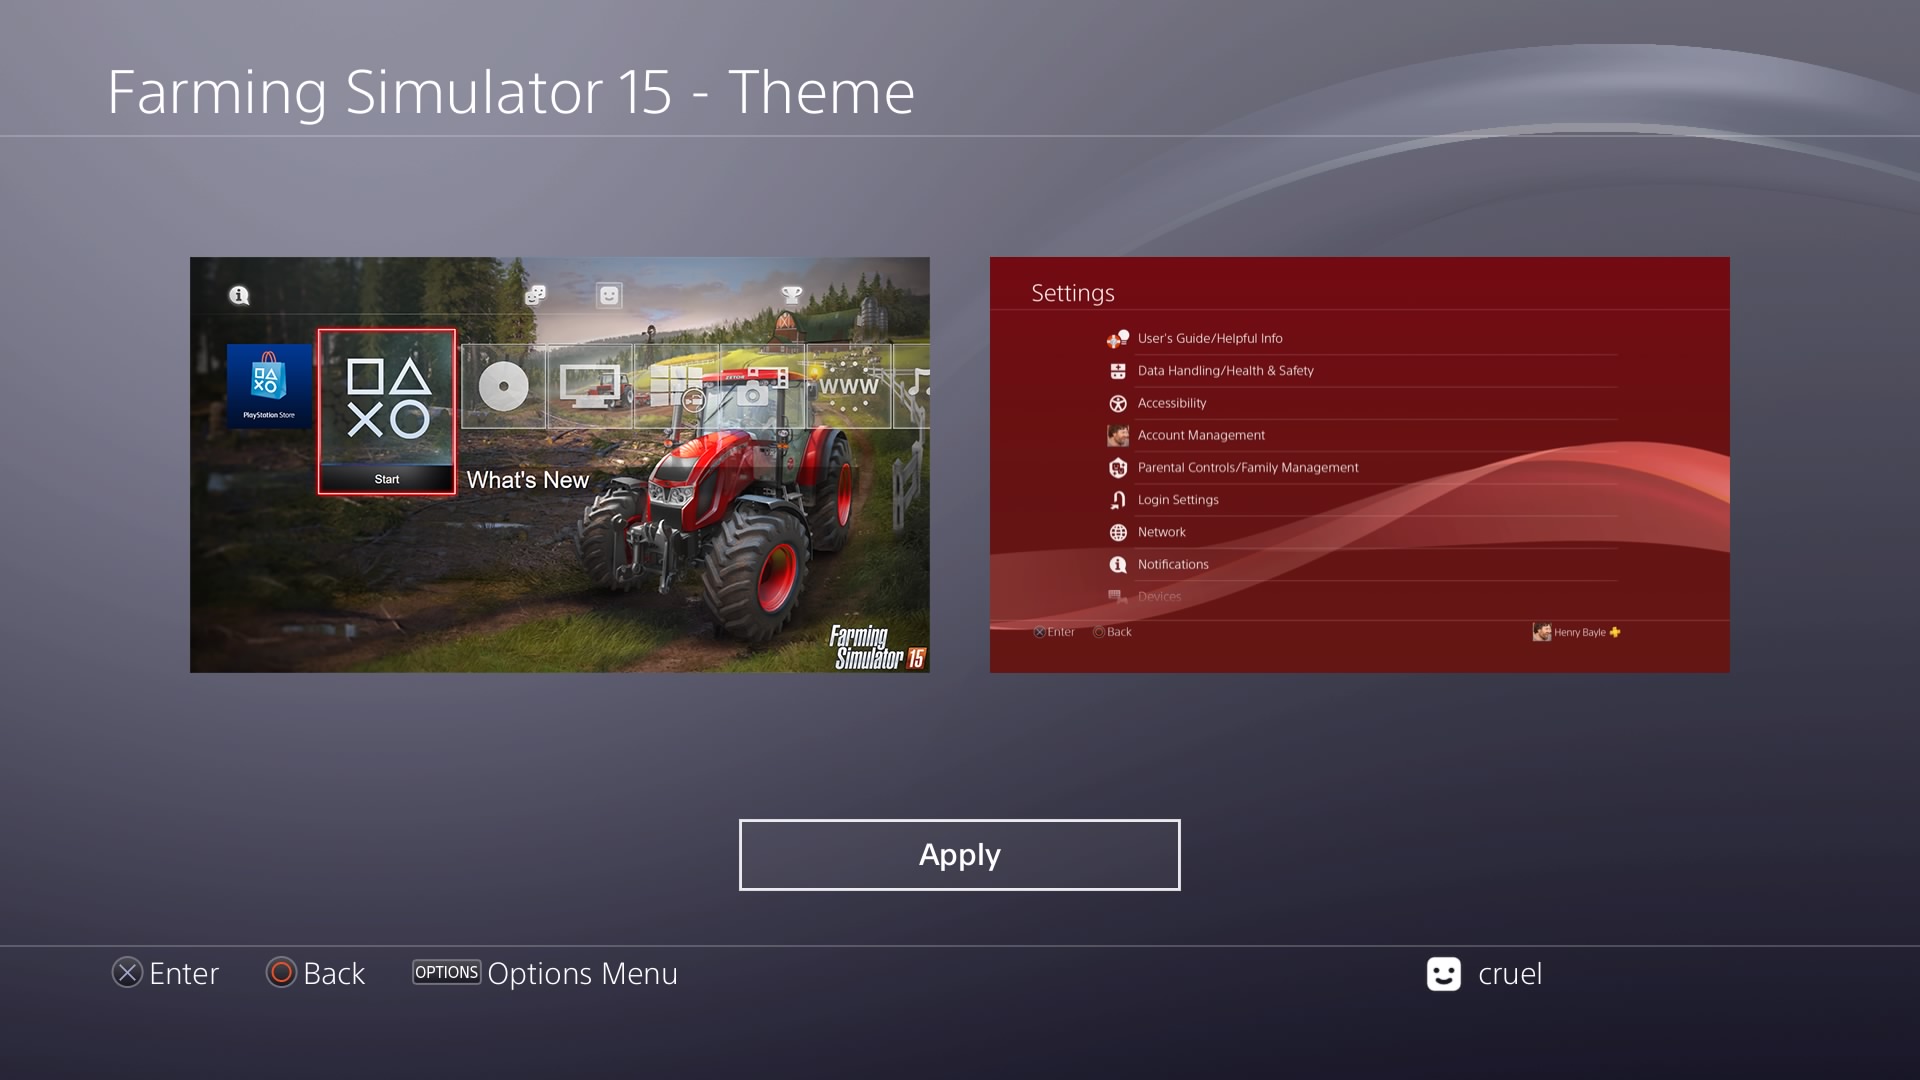 Farming Simulator 15 - Theme
PlayStation Store
Start
What's New
WWW
ZETOR
Farming
Simulator 15
Settings
User's Guide/Helpful Info
Data Handling/Health & Safety
Accessibility
Account Management
Parental Controls/Family Management
Login Settings
Network
Notifications
Devices
Enter Back
Henry Bayle
Apply
Enter Back OPTIONS Options Menu
cruel